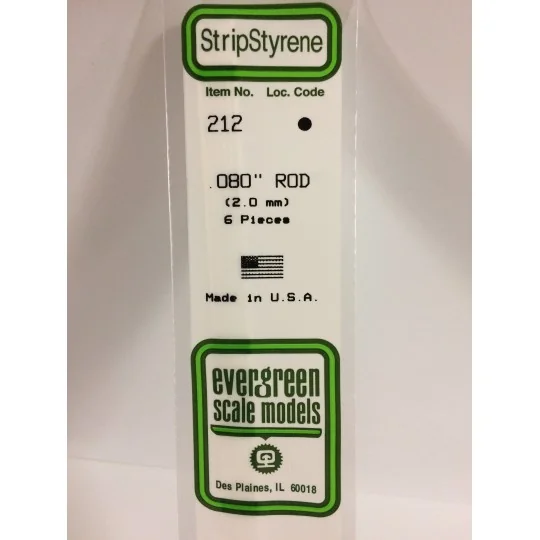 StripStyrene
Item No. Loc. Code
212
.080" ROD
(2.0 mm)
6 Pieces
Made in U.S.A.
evergreen
scale models
Des Plaines, IL 60018